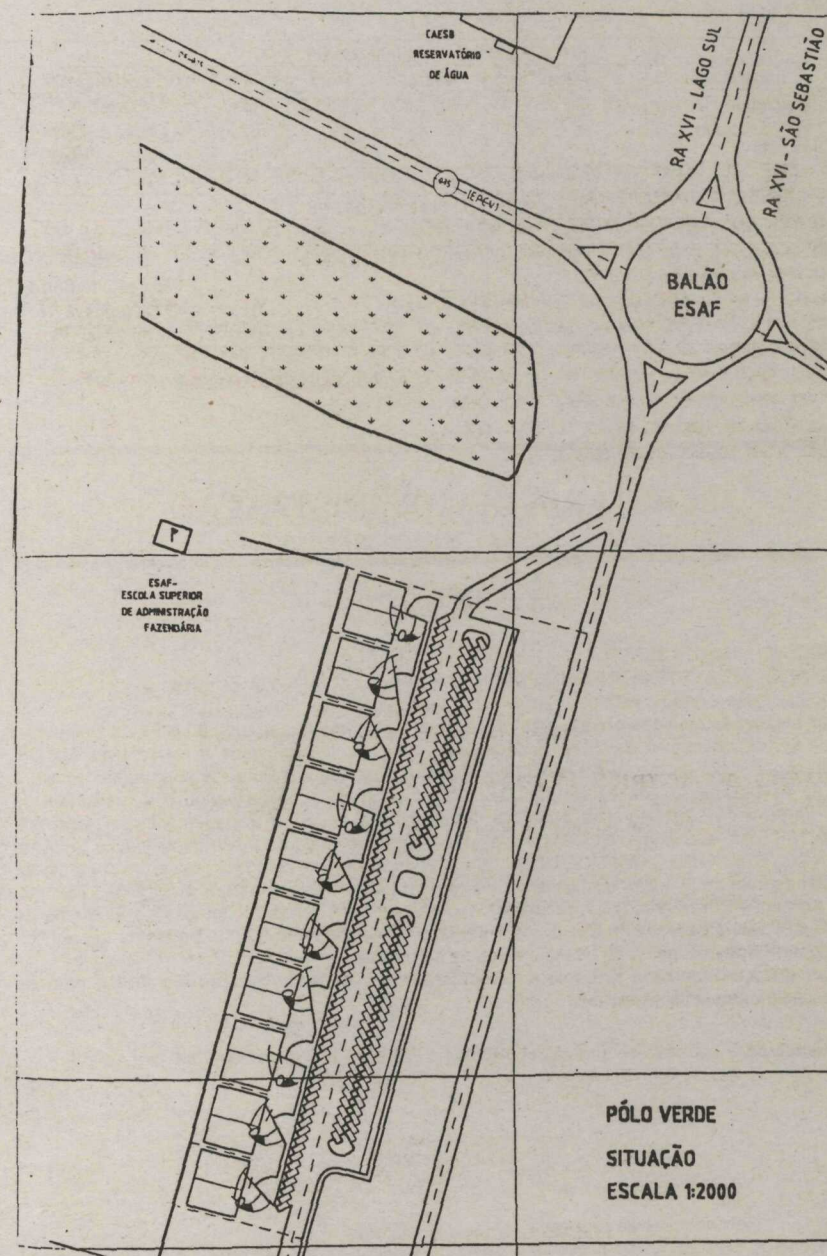 CAESB
RESERVATÓRIO
DE ÁGUA
RA XVI - LAGO SUL
RA XVI - SÃO SEBASTIÃO
BALÃO
ESAF
ESAF-
ESCOLA SUPERIOR
DE ADMINISTRAÇÃO
FAZENDÁRIA
PÓLO VERDE
SITUAÇÃO
ESCALA 1:2000